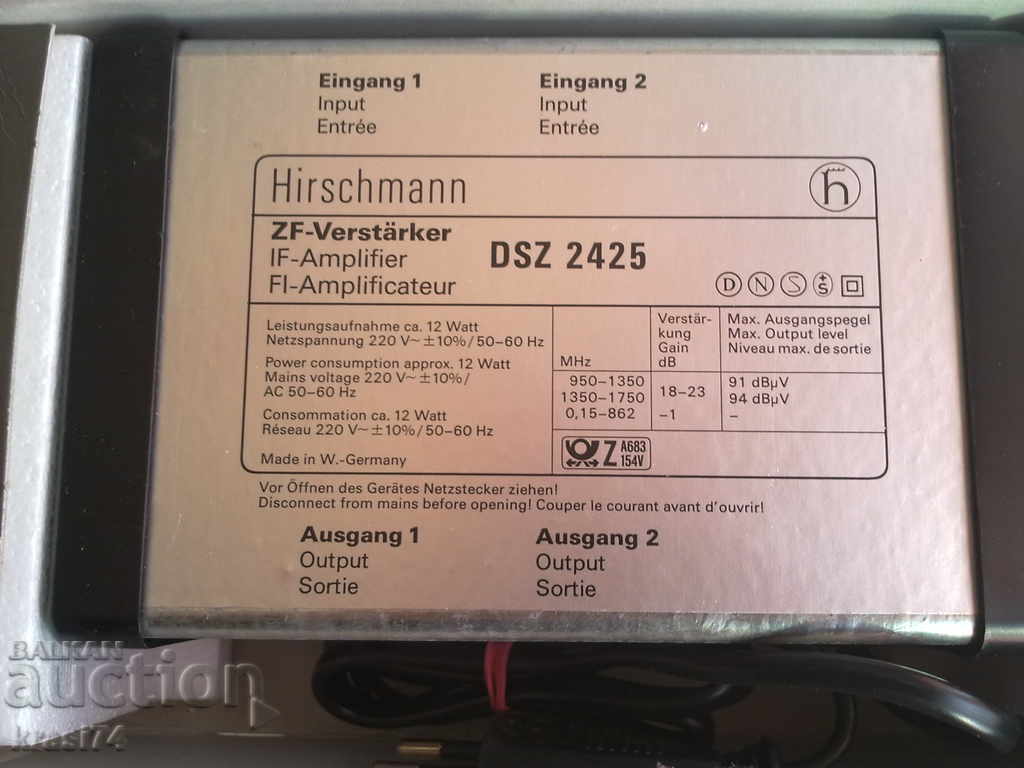 Eingang 1
Input
Entrée
Eingang 2
Input
Entrée
Hirschmann
h
ZF-Verstärker
IF-Amplifier
FI-Amplificateur
DSZ 2425
D N S +S
Leistungsaufnahme ca. 12 Watt
Netzspannung 220 V~ ±10%/50-60 Hz
Power consumption approx. 12 Watt
Mains voltage 220 V~ ±10%/
AC 50-60 Hz
Consommation ca. 12 Watt
Réseau 220 V~ ±10%/50-60 Hz
Made in W.-Germany
MHz
Verstär-
kung
Gain
dB
Max. Ausgangspegel
Max. Output level
Niveau max. de sortie
950-1350
1350-1750
0,15-862
18-23
-1
91 dBµV
94 dBµV
–
Z A683
154V
Vor Öffnen des Gerätes Netzstecker ziehen!
Disconnect from mains before opening! Couper le courant avant d'ouvrir!
Ausgang 1
Output
Sortie
Ausgang 2
Output
Sortie
BALKAN
auction
krasi74